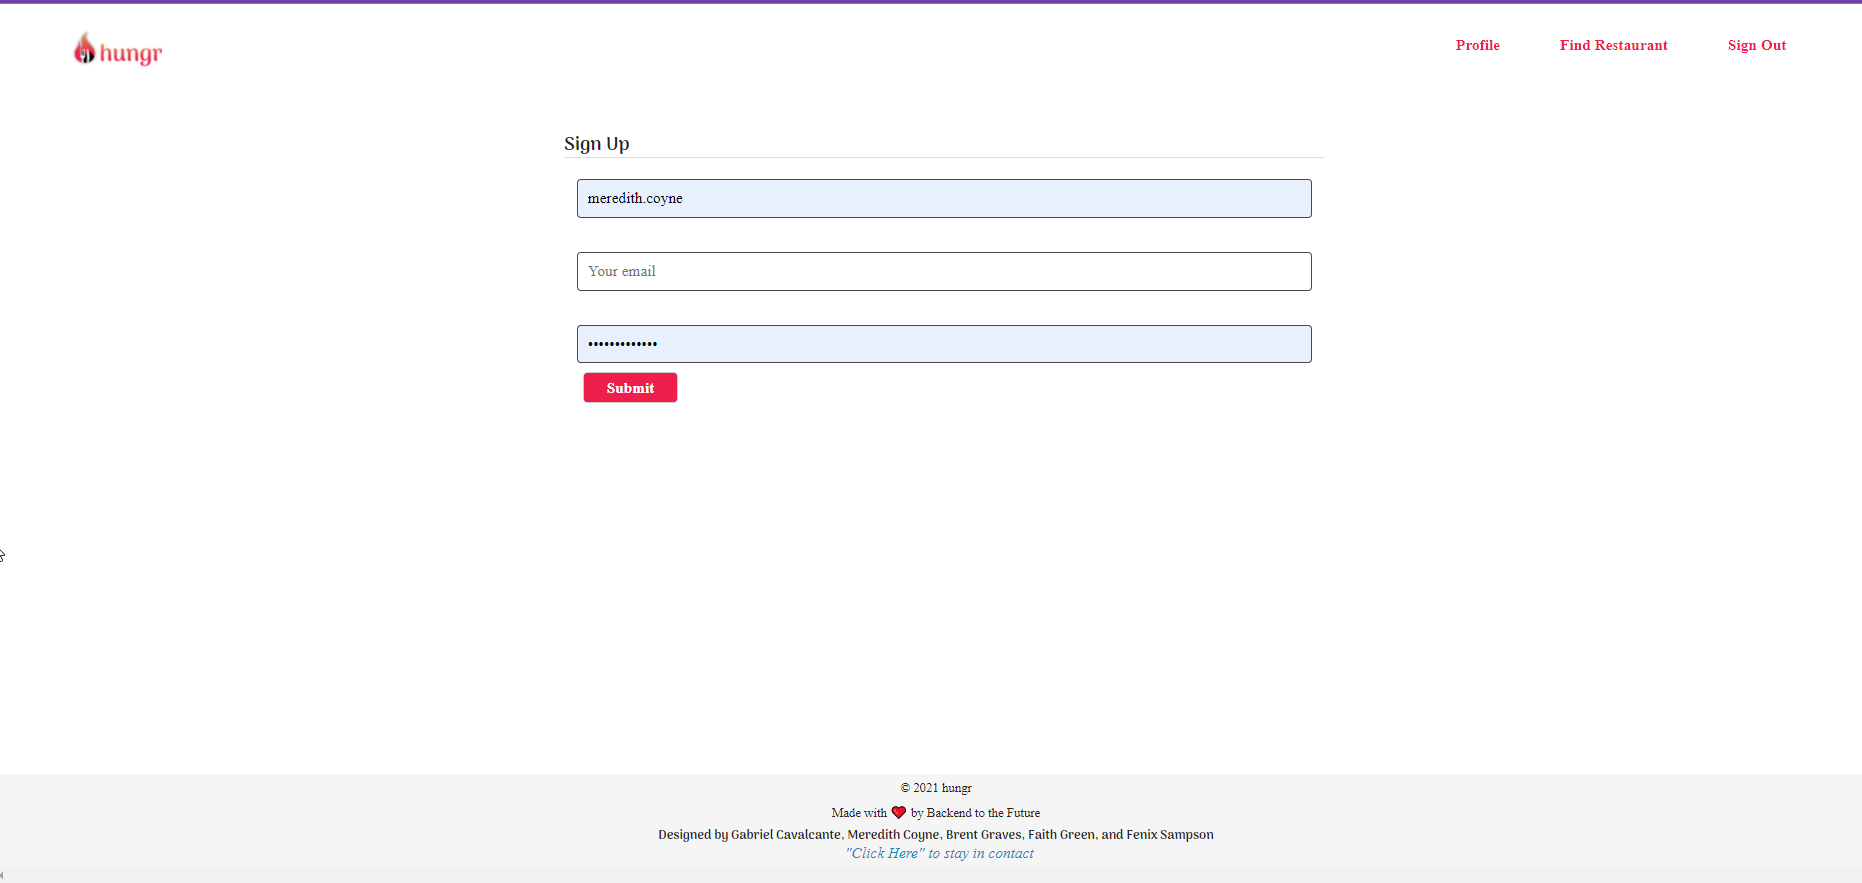 hungr
Profile
Find Restaurant
Sign Out
Sign Up
meredith.coyne
Your email
•••••••••••••
Submit
© 2021 hungr
Made with ❤ by Backend to the Future
Designed by Gabriel Cavalcante, Meredith Coyne, Brent Graves, Faith Green, and Fenix Sampson
"Click Here" to stay in contact